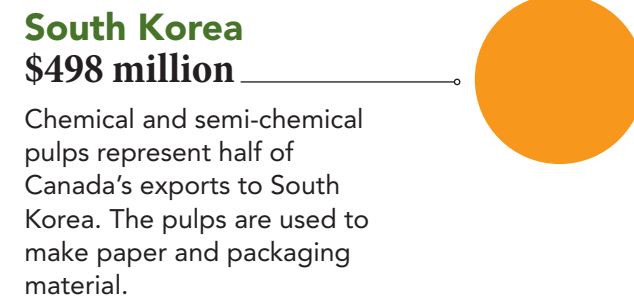 South Korea
$498 million
Chemical and semi-chemical
pulps represent half of
Canada’s exports to South
Korea. The pulps are used to
make paper and packaging
material.